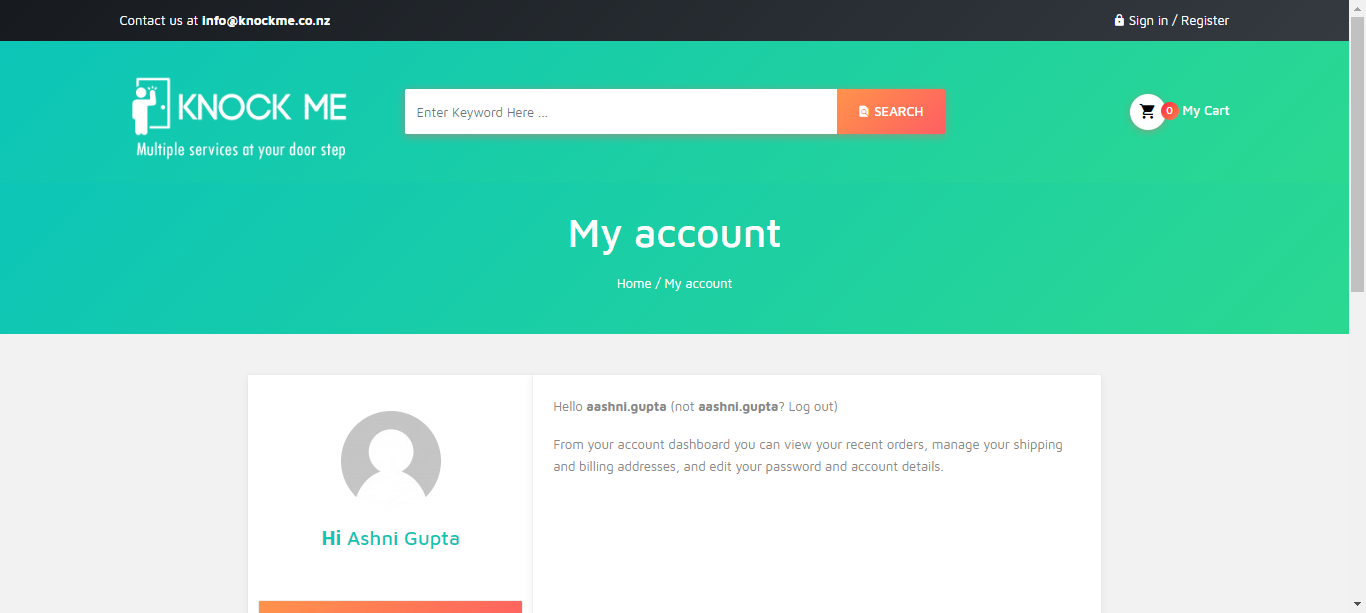 Contact us at Info@knockme.co.nz
Sign in / Register
KNOCK ME
Multiple services at your door step
Enter Keyword Here ...
SEARCH
0 My Cart
My account
Home / My account
Hello aashni.gupta (not aashni.gupta? Log out)
From your account dashboard you can view your recent orders, manage your shipping
and billing addresses, and edit your password and account details.
Hi Ashni Gupta